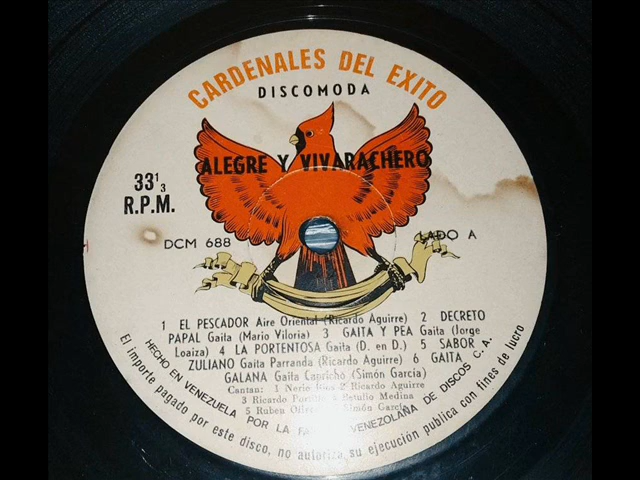 CARDENALES DEL EXITO
DISCOMODA
ALEGRE Y VIVARACHERO
33 1/3
R.P.M.
DCM 688
LADO A
1 EL PESCADOR Aire Oriental (Ricardo Aguirre) 2 DECRETO
PAPAL Gaita (Mario Viloria) 3 GAITA Y PEA Gaita (Jorge
Loaiza) 4 LA PORTENTOSA Gaita (D. en D.) 5 SABOR
ZULIANO Gaita Parranda (Ricardo Aguirre) 6 GAITA
GALANA Gaita Capricho (Simón García)
Cantan: 1 Nerio 2 Ricardo Aguirre
3 Ricardo Portillo 4 Betulio Medina
5 Ruben 6 Simón García
HECHO EN VENEZUELA POR LA VENEZOLANA DE DISCOS C. A.
El importe pagado por este disco, no autoriza su ejecución publica con fines de lucro